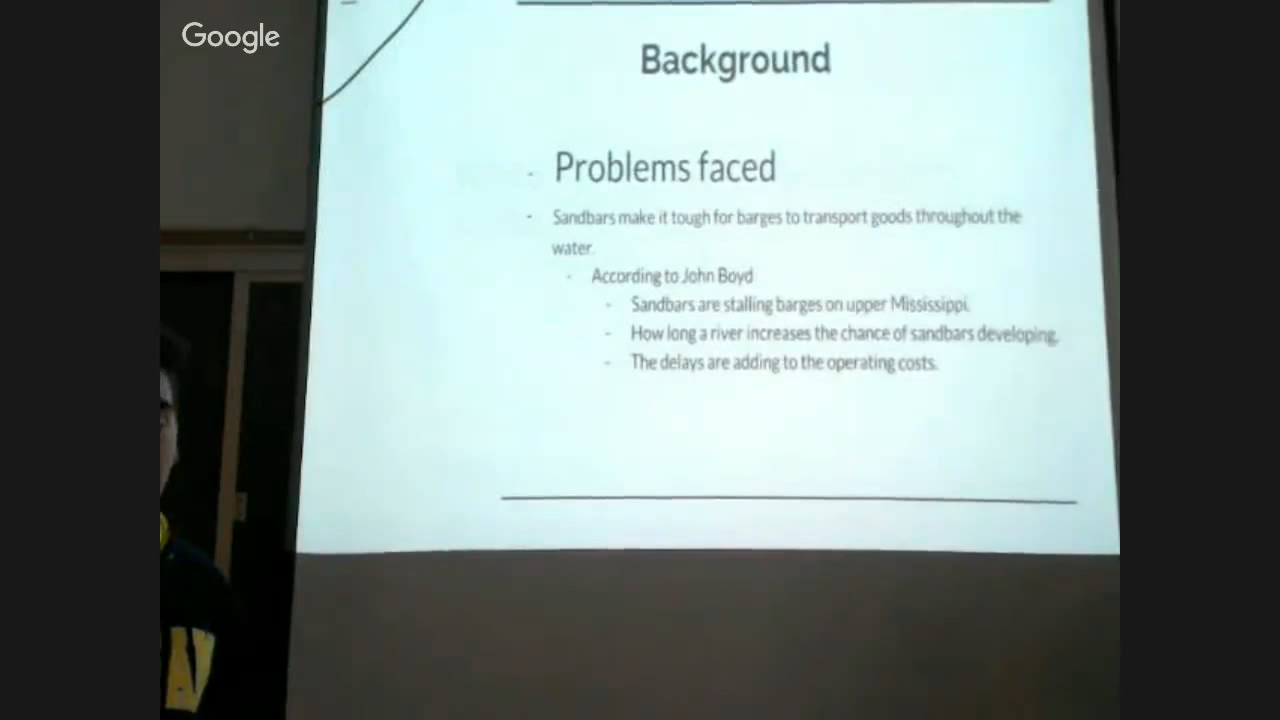 Google
Background
- Problems faced
- Sandbars make it tough for barges to transport goods throughout the
water.
- According to John Boyd
- Sandbars are stalling barges on upper Mississippi.
- How long a river increases the chance of sandbars developing.
- The delays are adding to the operating costs.